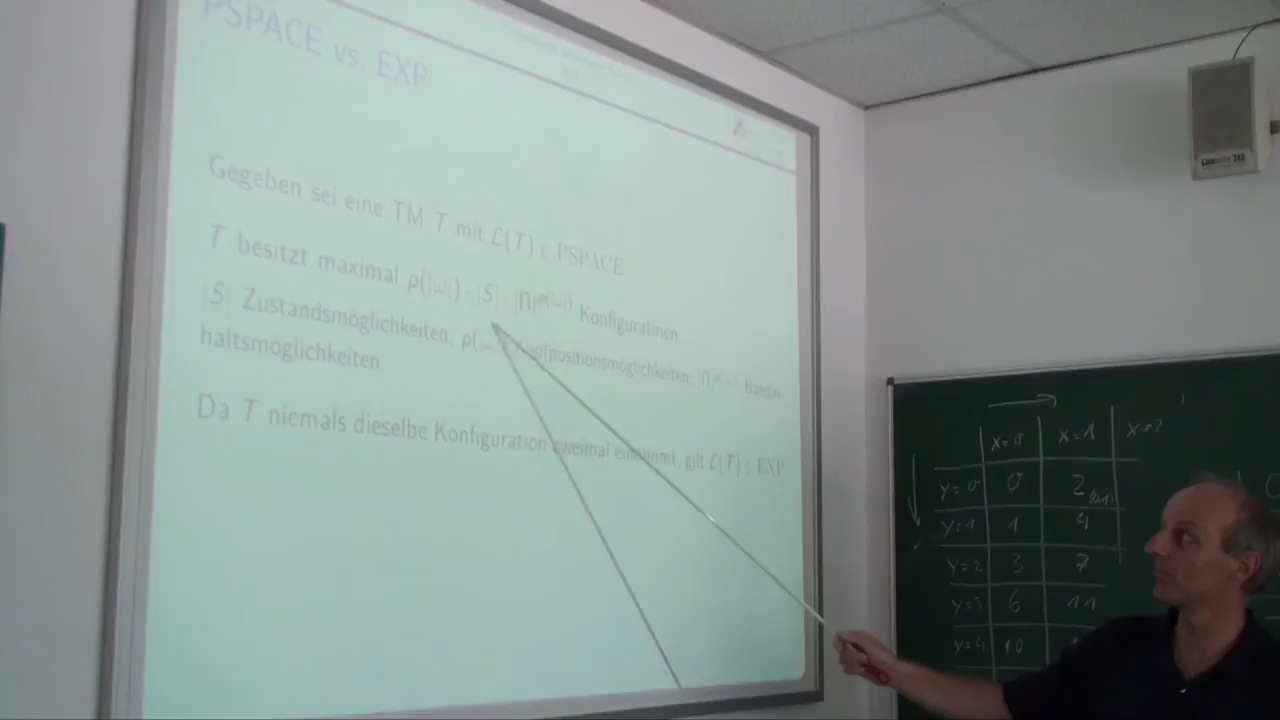 PSPACE vs. EXP
Gegeben sei eine TM T mit L(T) ∈ PSPACE
T besitzt maximal p(|ω|) · |S| · |Π|^p(|ω|) Konfiguratinen
|S| Zustandsmöglichkeiten, p(|ω|) Kopfpositionsmöglichkeiten, |Π|^p(|ω|) Bandin-
haltsmöglichkeiten
Da T niemals dieselbe Konfiguration zweimal einnimmt, gilt L(T) ∈ EXP
x=0 x=1 x=2
y=0 0 2
y=1 1 4
y=2 3 7
y=3 6 11
y=4 10